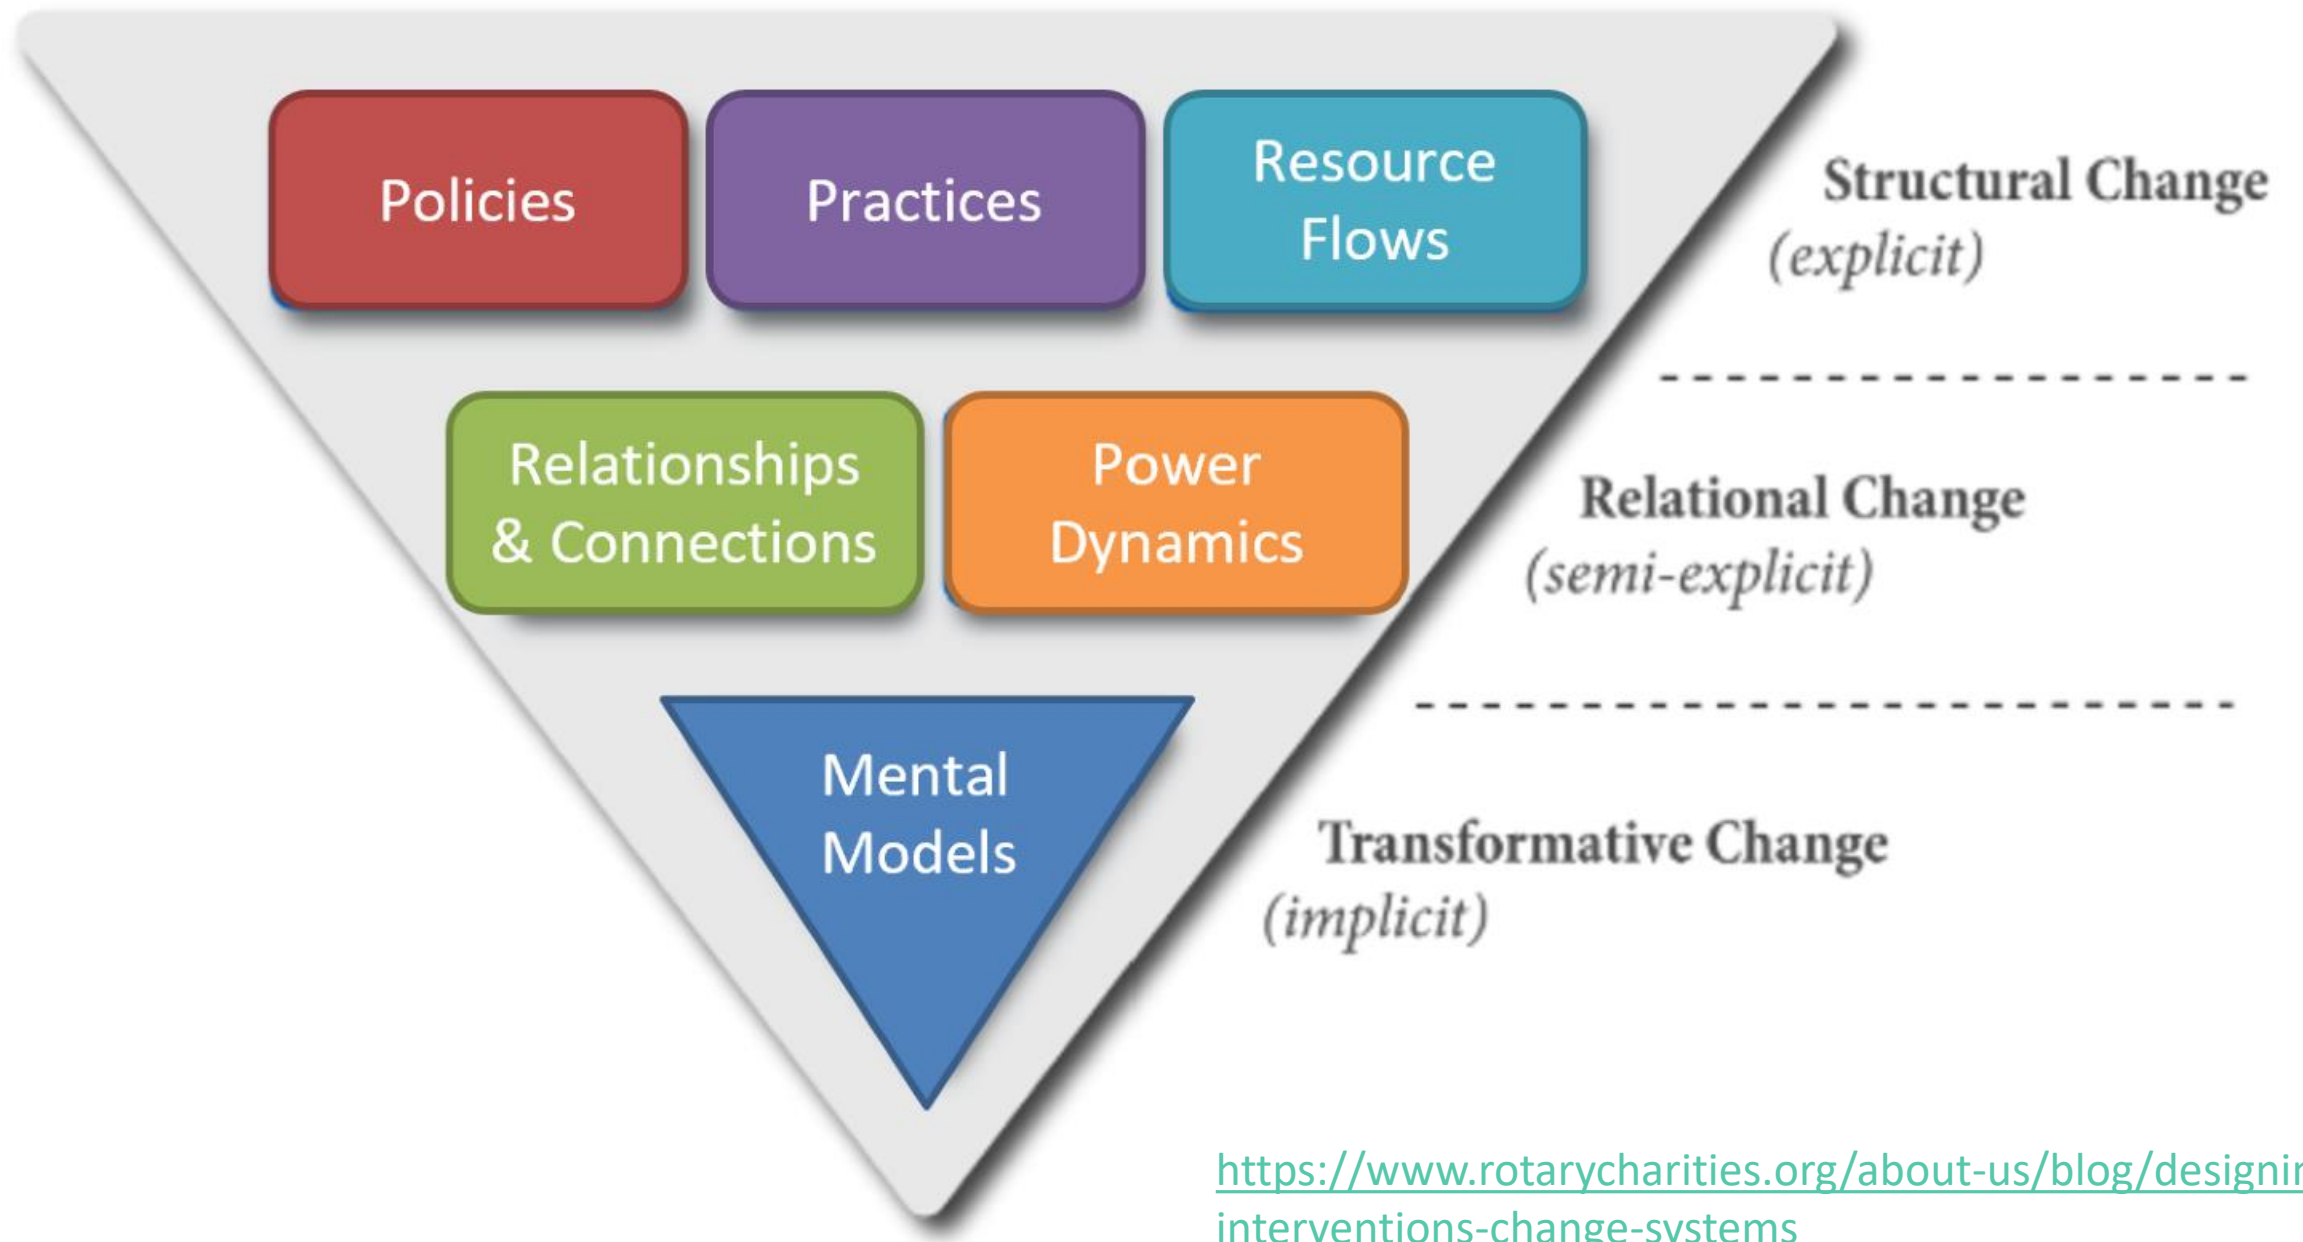 Policies
Practices
Resource
Flows
Structural Change
(explicit)
Relationships
& Connections
Power
Dynamics
Relational Change
(semi-explicit)
Mental
Models
Transformative Change
(implicit)
https://www.rotarycharities.org/about-us/blog/designin
interventions-change-systems